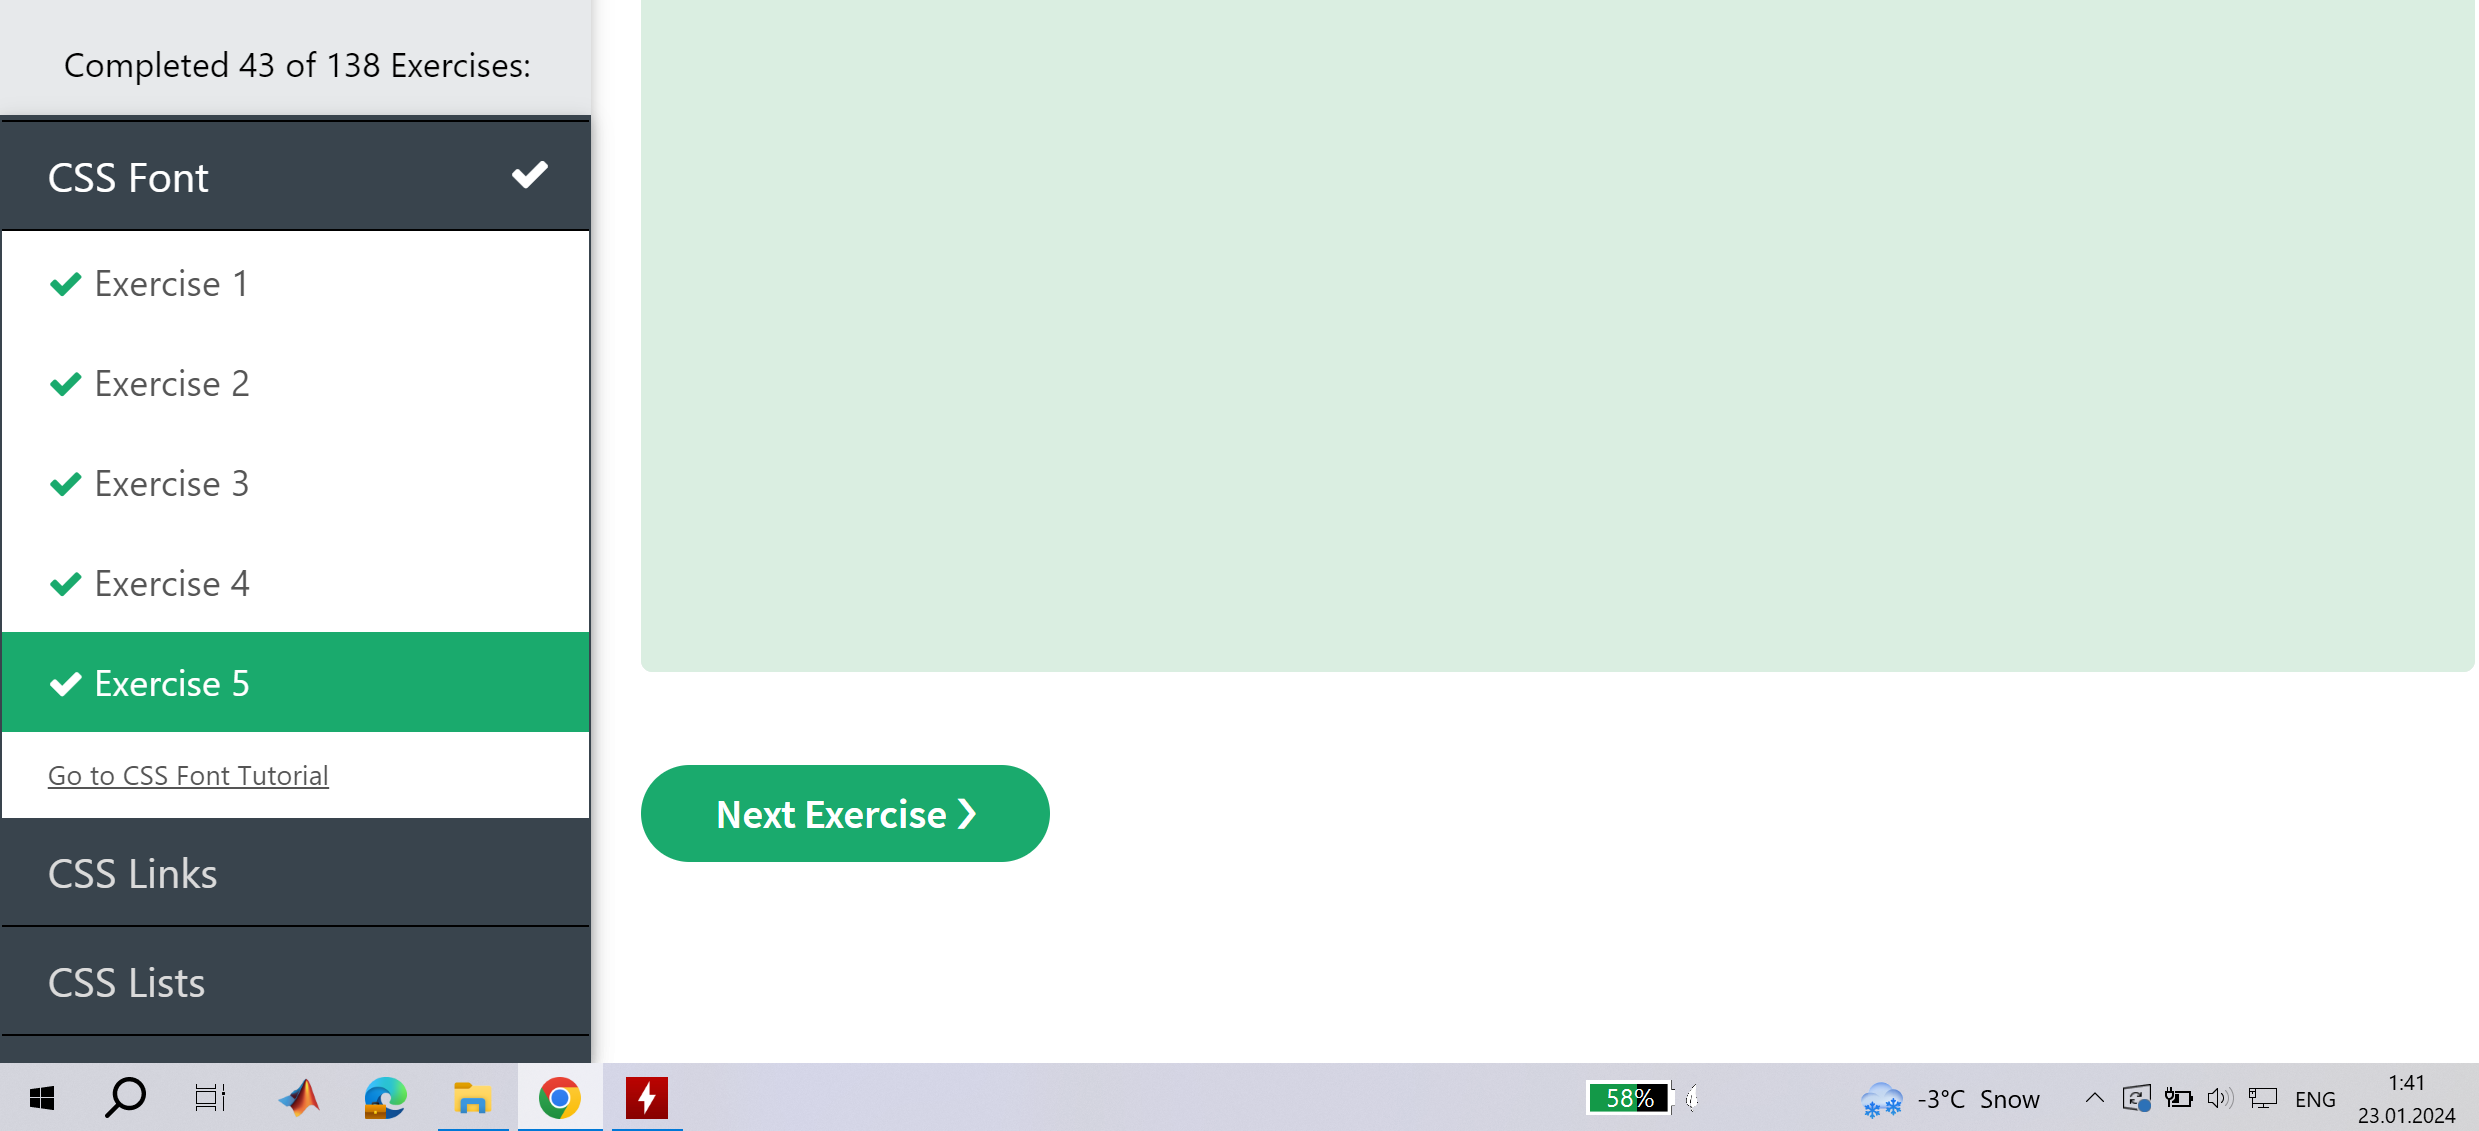 Completed 43 of 138 Exercises:
CSS Font
Exercise 1
Exercise 2
Exercise 3
Exercise 4
Exercise 5
Go to CSS Font Tutorial
CSS Links
CSS Lists
Next Exercise ❯
58%
-3°C Snow
ENG
1:41
23.01.2024